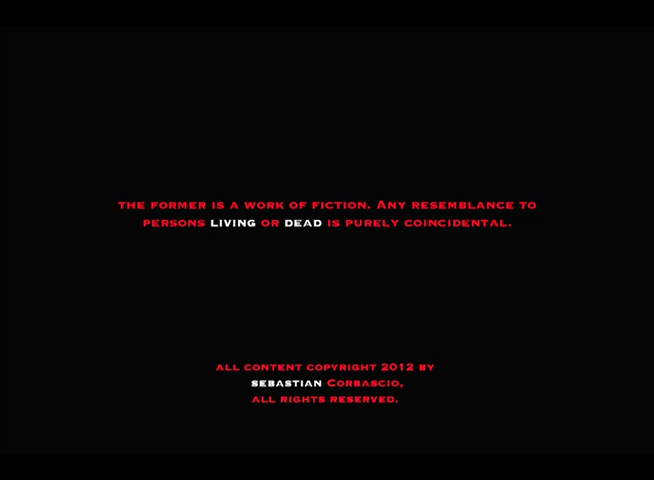 THE FORMER IS A WORK OF FICTION. ANY RESEMBLANCE TO
PERSONS LIVING OR DEAD IS PURELY COINCIDENTAL.
ALL CONTENT COPYRIGHT 2012 BY
SEBASTIAN CORBASCIO,
ALL RIGHTS RESERVED.